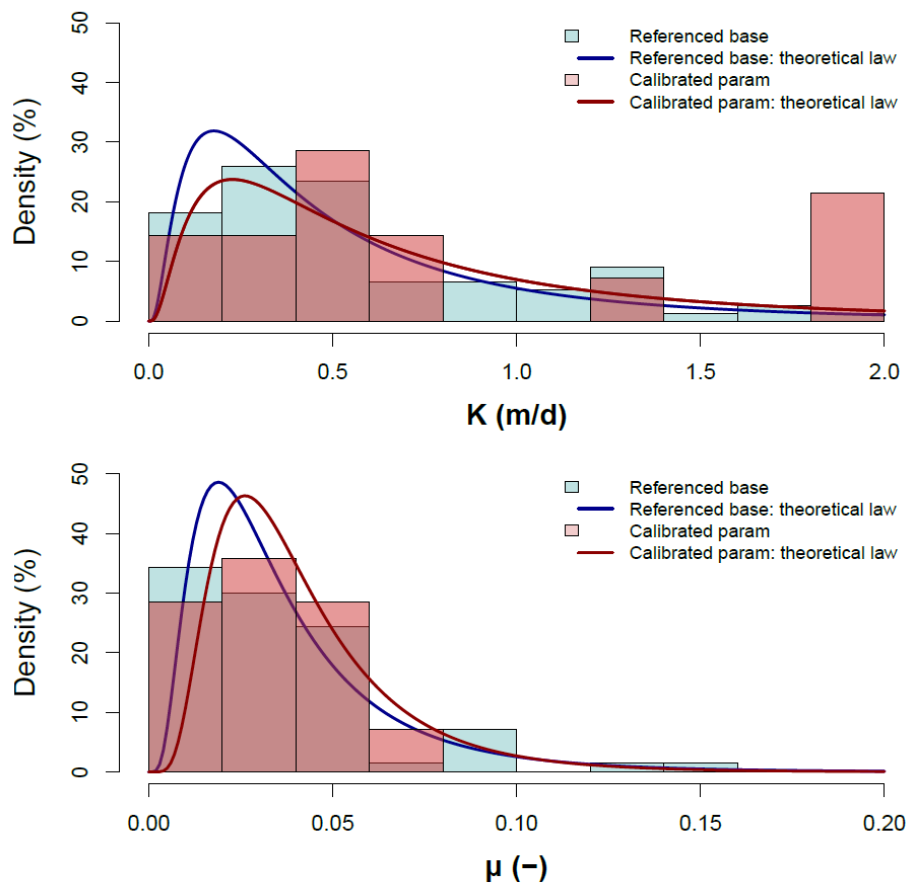 50
40
30
20
10
0
Density (%)
Referenced base
Referenced base: theoretical law
Calibrated param
Calibrated param: theoretical law
0.0 0.5 1.0 1.5 2.0
K (m/d)
50
40
30
20
10
0
Density (%)
Referenced base
Referenced base: theoretical law
Calibrated param
Calibrated param: theoretical law
0.00 0.05 0.10 0.15 0.20
μ (−)